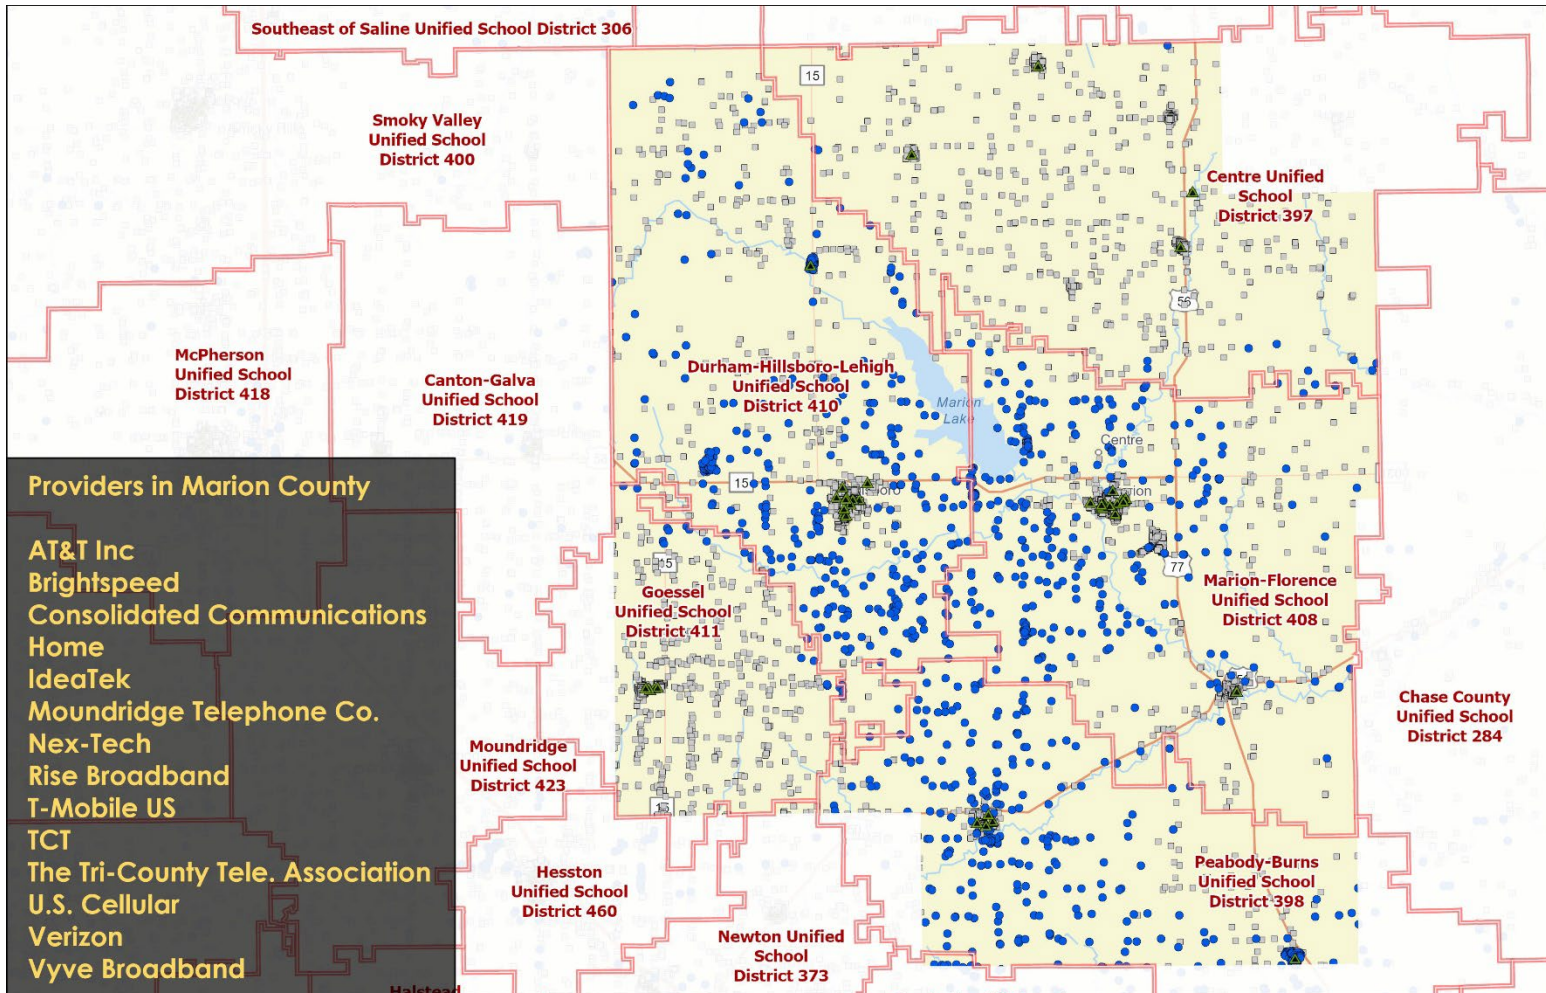 Southeast of Saline Unified School District 306
15
Smoky Valley
Unified School
District 400
Centre Unified
School
District 397
56
McPherson
Unified School
District 418
Canton-Galva
Unified School
District 419
Durham-Hillsboro-Lehigh
Unified School
District 410
Marion
Lake
Centre
15
15
77
Goessel
Unified School
District 411
Marion-Florence
Unified School
District 408
Chase County
Unified School
District 284
Moundridge
Unified School
District 423
15
Hesston
Unified School
District 460
Peabody-Burns
Unified School
District 398
Newton Unified
School
District 373
Halstead
Providers in Marion County
AT&T Inc
Brightspeed
Consolidated Communications
Home
IdeaTek
Moundridge Telephone Co.
Nex-Tech
Rise Broadband
T-Mobile US
TCT
The Tri-County Tele. Association
U.S. Cellular
Verizon
Vyve Broadband